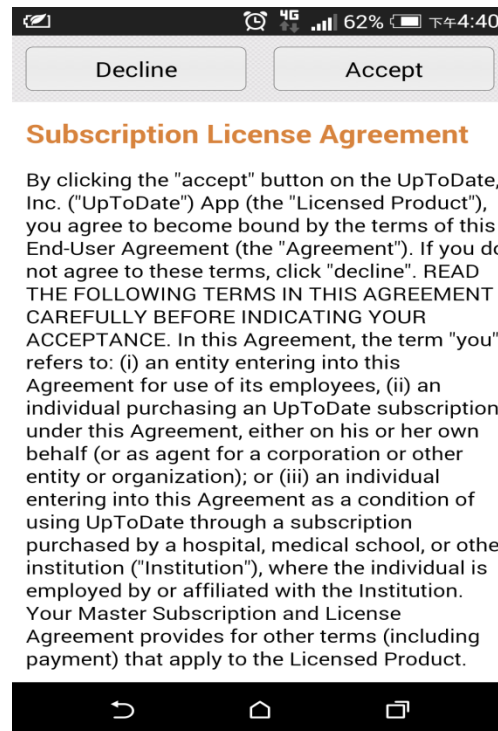 4G 62% 下午4:40
Decline Accept
Subscription License Agreement
By clicking the "accept" button on the UpToDate,
Inc. ("UpToDate") App (the "Licensed Product"),
you agree to become bound by the terms of this
End-User Agreement (the "Agreement"). If you do
not agree to these terms, click "decline". READ
THE FOLLOWING TERMS IN THIS AGREEMENT
CAREFULLY BEFORE INDICATING YOUR
ACCEPTANCE. In this Agreement, the term "you"
refers to: (i) an entity entering into this
Agreement for use of its employees, (ii) an
individual purchasing an UpToDate subscription
under this Agreement, either on his or her own
behalf (or as agent for a corporation or other
entity or organization); or (iii) an individual
entering into this Agreement as a condition of
using UpToDate through a subscription
purchased by a hospital, medical school, or othe
institution ("Institution"), where the individual is
employed by or affiliated with the Institution.
Your Master Subscription and License
Agreement provides for other terms (including
payment) that apply to the Licensed Product.